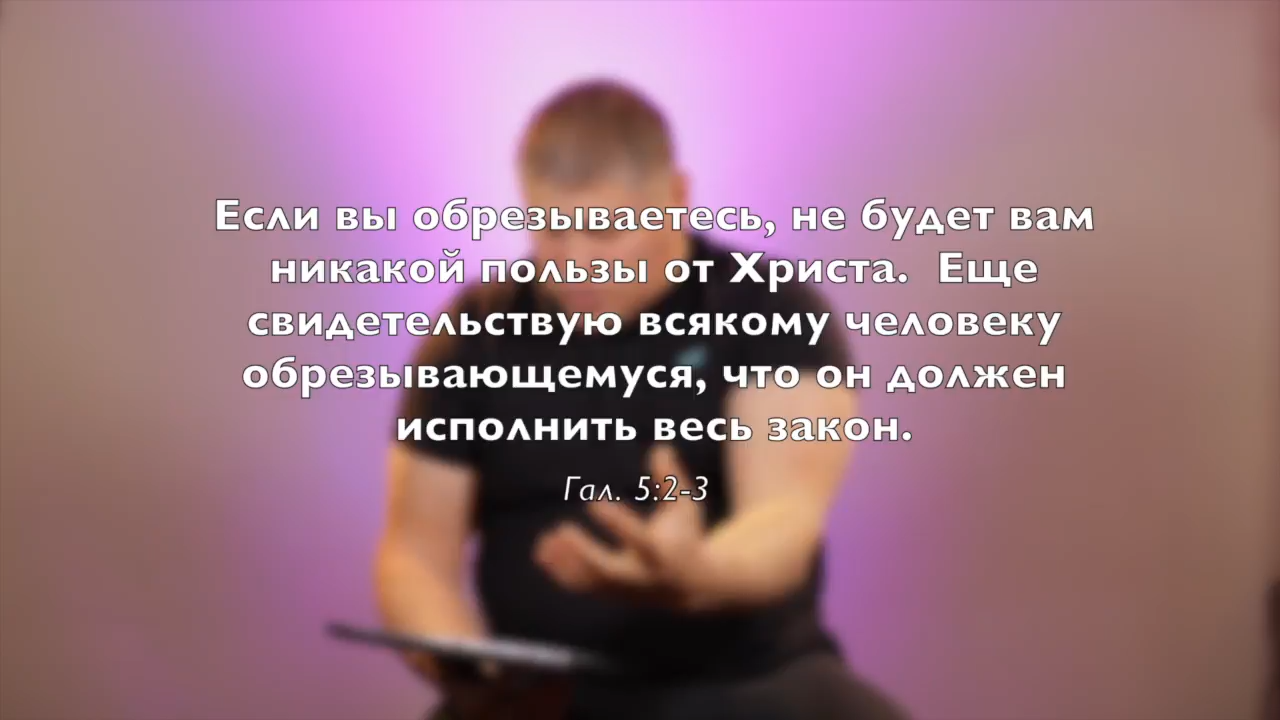 Если вы обрезываетесь, не будет вам
никакой пользы от Христа.  Еще
свидетельствую всякому человеку
обрезывающемуся, что он должен
исполнить весь закон.
Гал. 5:2-3